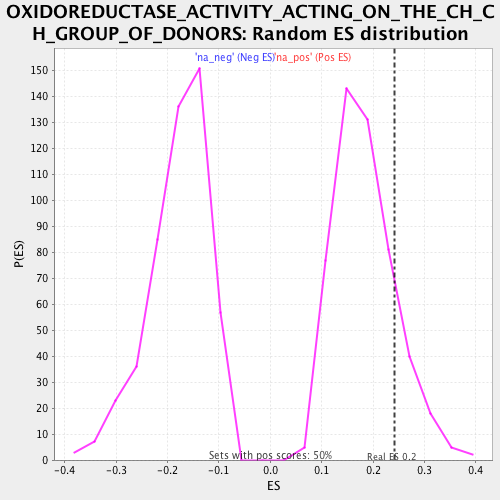 OXIDOREDUCTASE_ACTIVITY_ACTING_ON_THE_CH_C
H_GROUP_OF_DONORS: Random ES distribution
'na_neg' (Neg ES) 'na_pos' (Pos ES)
150
140
130
120
110
100
90
80
70
60
50
40
30
20
10
0
P(ES)
Sets with pos scores: 50%
Real ES 0.2
-0.4 -0.3 -0.2 -0.1 0.0 0.1 0.2 0.3 0.4
ES